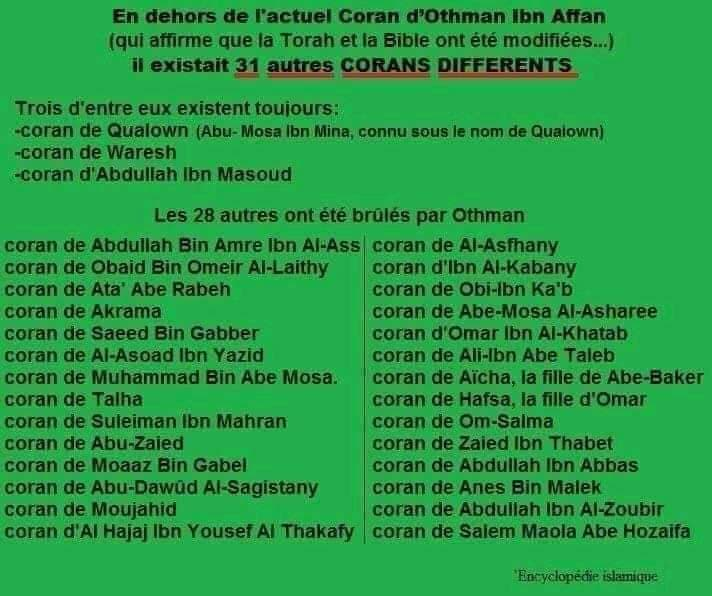 En dehors de l'actuel Coran d'Othman Ibn Affan
(qui affirme que la Torah et la Bible ont été modifiées...)
il existait 31 autres CORANS DIFFERENTS
Trois d'entre eux existent toujours:
-coran de Qualown (Abu- Mosa Ibn Mina, connu sous le nom de Qualown)
-coran de Waresh
-coran d'Abdullah Ibn Masoud
Les 28 autres ont été brûlés par Othman
coran de Abdullah Bin Amre Ibn Al-Ass
coran de Obaid Bin Omeir Al-Laithy
coran de Ata' Abe Rabeh
coran de Akrama
coran de Saeed Bin Gabber
coran de Al-Asoad Ibn Yazid
coran de Muhammad Bin Abe Mosa.
coran de Talha
coran de Suleiman Ibn Mahran
coran de Abu-Zaied
coran de Moaaz Bin Gabel
coran de Abu-Dawûd Al-Sagistany
coran de Moujahid
coran d'Al Hajaj Ibn Yousef Al Thakafy
coran de Al-Asfhany
coran d'Ibn Al-Kabany
coran de Obi-Ibn Ka'b
coran de Abe-Mosa Al-Asharee
coran d'Omar Ibn Al-Khatab
coran de Ali-Ibn Abe Taleb
coran de Aïcha, la fille de Abe-Baker
coran de Hafsa, la fille d'Omar
coran de Om-Salma
coran de Zaied Ibn Thabet
coran de Abdullah Ibn Abbas
coran de Anes Bin Malek
coran de Abdullah Ibn Al-Zoubir
coran de Salem Maola Abe Hozaifa
'Encyclopédie islamique